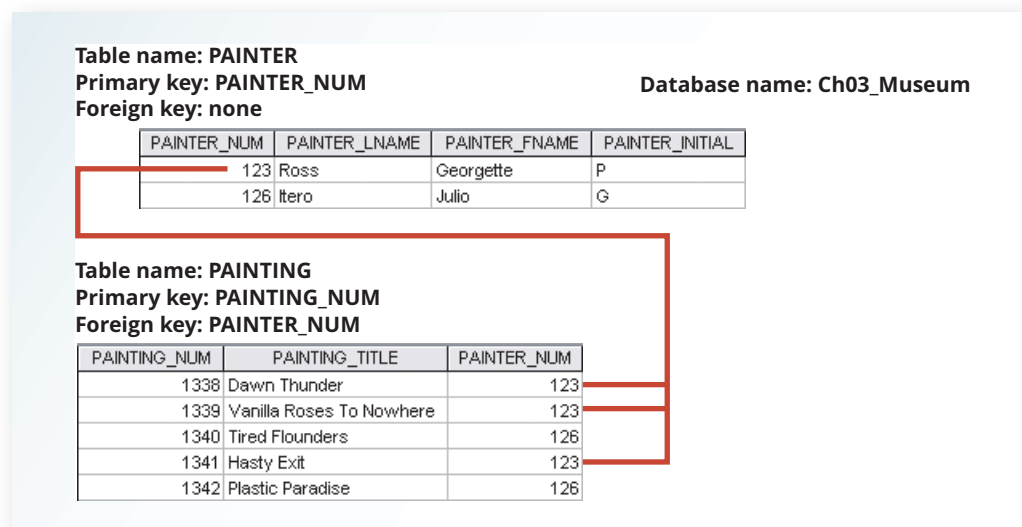 Table name: PAINTER
Primary key: PAINTER_NUM
Foreign key: none
Database name: Ch03_Museum
PAINTER_NUM PAINTER_LNAME PAINTER_FNAME PAINTER_INITIAL
123 Ross Georgette P
126 Itero Julio G
Table name: PAINTING
Primary key: PAINTING_NUM
Foreign key: PAINTER_NUM
PAINTING_NUM PAINTING_TITLE PAINTER_NUM
1338 Dawn Thunder 123
1339 Vanilla Roses To Nowhere 123
1340 Tired Flounders 126
1341 Hasty Exit 123
1342 Plastic Paradise 126